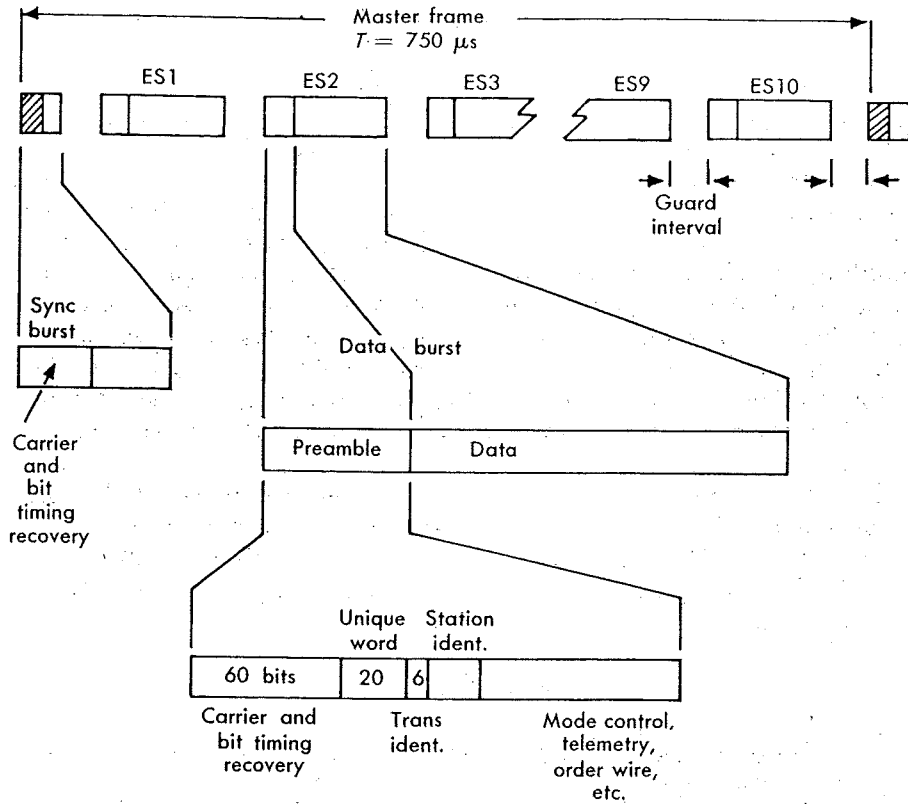 Master frame
T = 750 μs
ES1
ES2
ES3
ES9
ES10
Guard
interval
Sync
burst
Data burst
Carrier
and
bit
timing
recovery
Preamble
Data
Unique
word
Station
ident.
60 bits
20
6
Carrier and
bit timing
recovery
Trans
ident.
Mode control,
telemetry,
order wire,
etc.